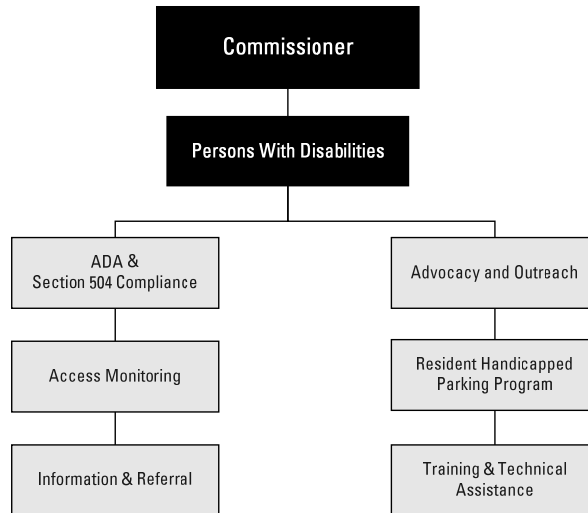 Commissioner
Persons With Disabilities
ADA &
Section 504 Compliance
Access Monitoring
Information & Referral
Advocacy and Outreach
Resident Handicapped
Parking Program
Training & Technical
Assistance